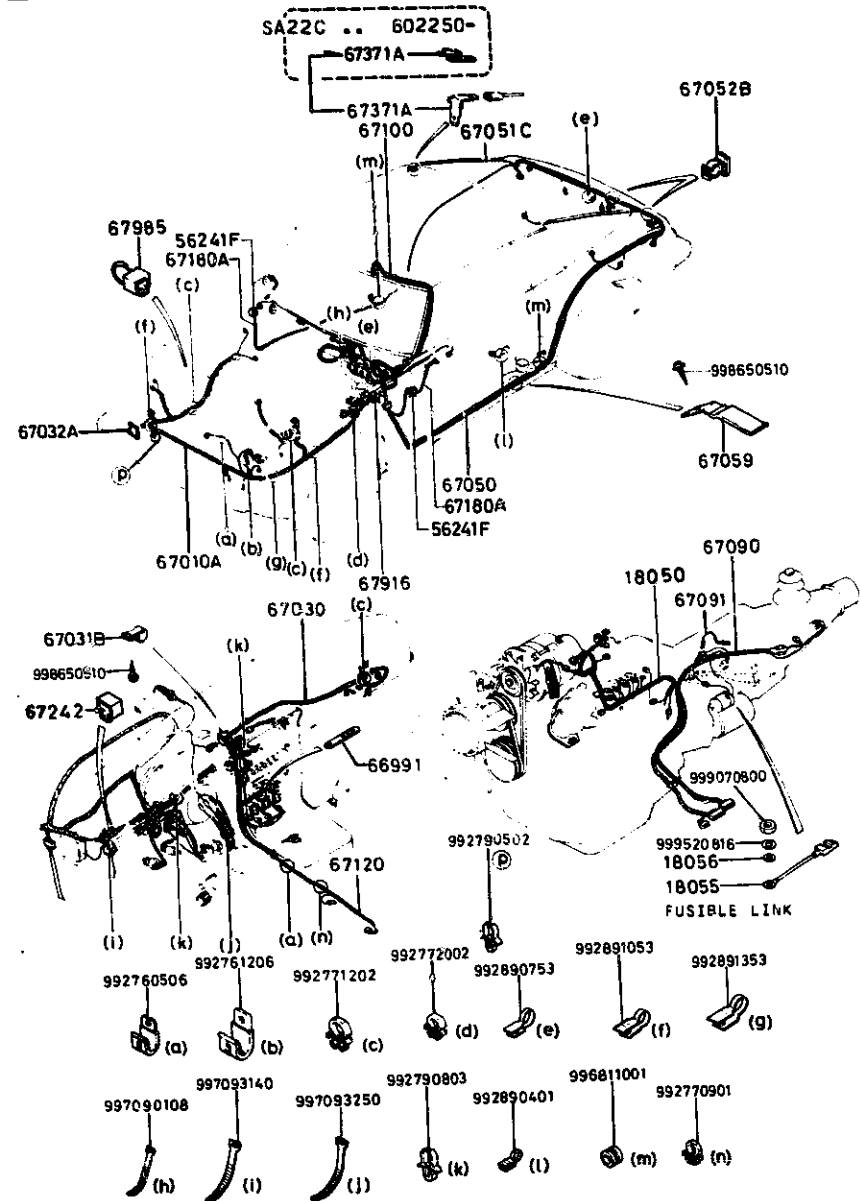 SA22C .. 602250-
67371A
67371A
67100
67051C
(e)
67052B
(m)
67985
56241F
67180A
(c)
(f)
(h)
(e)
(m)
998650510
67032A
(l)
67059
P
67050
67180A
56241F
67010A
(a)
(b)
(g)
(c)
(f)
(d)
67916
67030
(c)
67090
18050
67091
67031B
(k)
998650510
67242
66991
999070800
992790502
P
999520816
18056
18055
FUSIBLE LINK
67120
(i)
(k)
(j)
(a)
(n)
992760506
992761206
992771202
992772002
992890753
992891053
992891353
(a)
(b)
(c)
(d)
(e)
(f)
(g)
997090108
997093140
997093250
992790803
992890401
996811001
992770901
(h)
(i)
(j)
(k)
(l)
(m)
(n)